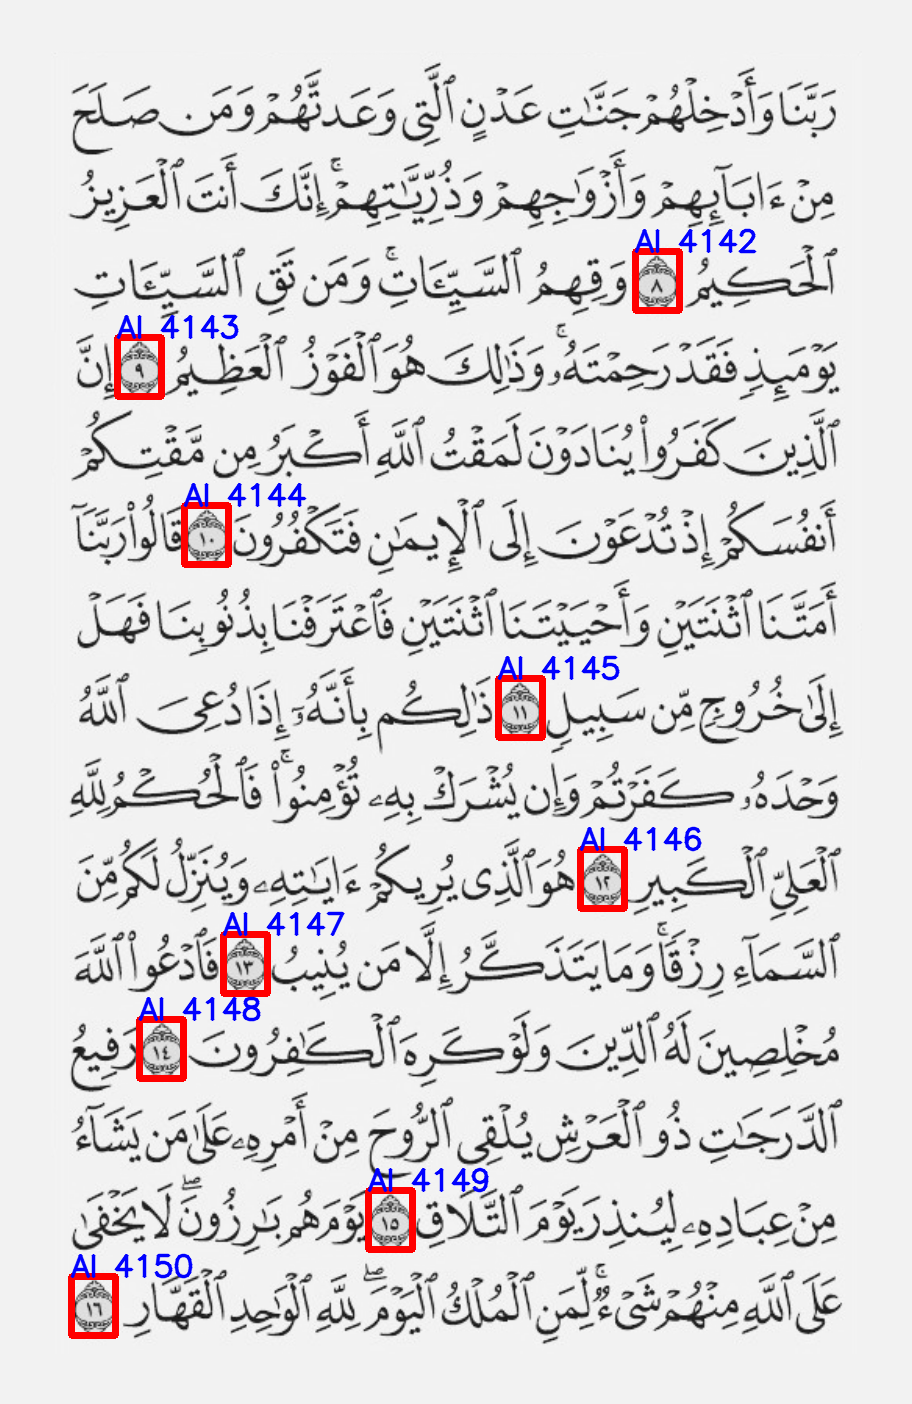 رَبَّنَا وَأَدْخِلْهُمْ جَنَّٰتِ عَدْنٍ ٱلَّتِى وَعَدتَّهُمْ وَمَن صَلَحَ
مِنْ ءَابَآئِهِمْ وَأَزْوَٰجِهِمْ وَذُرِّيَّٰتِهِمْ ۚ إِنَّكَ أَنتَ ٱلْعَزِيزُ
AI 4142
ٱلْحَكِيمُ ٨ وَقِهِمُ ٱلسَّيِّـَٔاتِ ۚ وَمَن تَقِ ٱلسَّيِّـَٔاتِ
AI 4143
يَوْمَئِذٍ فَقَدْ رَحِمْتَهُۥ ۚ وَذَٰلِكَ هُوَ ٱلْفَوْزُ ٱلْعَظِيمُ ٩ إِنَّ
ٱلَّذِينَ كَفَرُوا۟ يُنَادَوْنَ لَمَقْتُ ٱللَّهِ أَكْبَرُ مِن مَّقْتِكُمْ
AI 4144
أَنفُسَكُمْ إِذْ تُدْعَوْنَ إِلَى ٱلْإِيمَٰنِ فَتَكْفُرُونَ ١٠ قَالُوا۟ رَبَّنَآ
أَمَتَّنَا ٱثْنَتَيْنِ وَأَحْيَيْتَنَا ٱثْنَتَيْنِ فَٱعْتَرَفْنَا بِذُنُوبِنَا فَهَلْ
AI 4145
إِلَىٰ خُرُوجٍ مِّن سَبِيلٍ ١١ ذَٰلِكُم بِأَنَّهُۥٓ إِذَا دُعِىَ ٱللَّهُ
وَحْدَهُۥ كَفَرْتُمْ وَإِن يُشْرَكْ بِهِۦ تُؤْمِنُوا۟ ۚ فَٱلْحُكْمُ لِلَّهِ
AI 4146
ٱلْعَلِىِّ ٱلْكَبِيرِ ١٢ هُوَ ٱلَّذِى يُرِيكُمْ ءَايَٰتِهِۦ وَيُنَزِّلُ لَكُم مِّنَ
AI 4147
ٱلسَّمَآءِ رِزْقًا ۚ وَمَا يَتَذَكَّرُ إِلَّا مَن يُنِيبُ ١٣ فَٱدْعُوا۟ ٱللَّهَ
AI 4148
مُخْلِصِينَ لَهُ ٱلدِّينَ وَلَوْ كَرِهَ ٱلْكَٰفِرُونَ ١٤ رَفِيعُ
ٱلدَّرَجَٰتِ ذُو ٱلْعَرْشِ يُلْقِى ٱلرُّوحَ مِنْ أَمْرِهِۦ عَلَىٰ مَن يَشَآءُ
AI 4149
مِنْ عِبَادِهِۦ لِيُنذِرَ يَوْمَ ٱلتَّلَاقِ ١٥ يَوْمَ هُم بَٰرِزُونَ ۖ لَا يَخْفَىٰ
AI 4150
عَلَى ٱللَّهِ مِنْهُمْ شَىْءٌ ۚ لِّمَنِ ٱلْمُلْكُ ٱلْيَوْمَ ۖ لِلَّهِ ٱلْوَٰحِدِ ٱلْقَهَّارِ ١٦